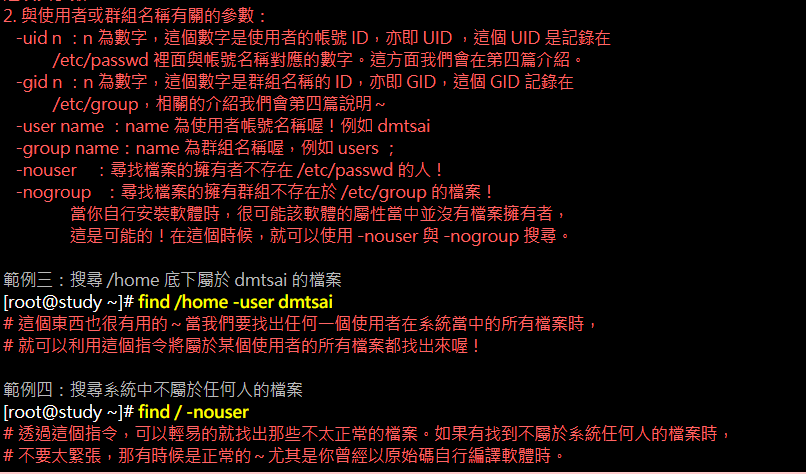 2. 與使用者或群組名稱有關的參數：
-uid n ：n 為數字，這個數字是使用者的帳號 ID，亦即 UID ，這個 UID 是記錄在
/etc/passwd 裡面與帳號名稱對應的數字。這方面我們會在第四篇介紹。
-gid n ：n 為數字，這個數字是群組名稱的 ID，亦即 GID，這個 GID 記錄在
/etc/group，相關的介紹我們會第四篇說明～
-user name ：name 為使用者帳號名稱喔！例如 dmtsai
-group name：name 為群組名稱喔，例如 users ；
-nouser ：尋找檔案的擁有者不存在 /etc/passwd 的人！
-nogroup ：尋找檔案的擁有群組不存在於 /etc/group 的檔案！
當你自行安裝軟體時，很可能該軟體的屬性當中並沒有檔案擁有者，
這是可能的！在這個時候，就可以使用 -nouser 與 -nogroup 搜尋。
範例三：搜尋 /home 底下屬於 dmtsai 的檔案
[root@study ~]# find /home -user dmtsai
# 這個東西也很有用的～當我們要找出任何一個使用者在系統當中的所有檔案時，
# 就可以利用這個指令將屬於某個使用者的所有檔案都找出來喔！
範例四：搜尋系統中不屬於任何人的檔案
[root@study ~]# find / -nouser
# 透過這個指令，可以輕易的就找出那些不太正常的檔案。如果有找到不屬於系統任何人的檔案時，
# 不要太緊張，那有時候是正常的～尤其是你曾經以原始碼自行編譯軟體時。